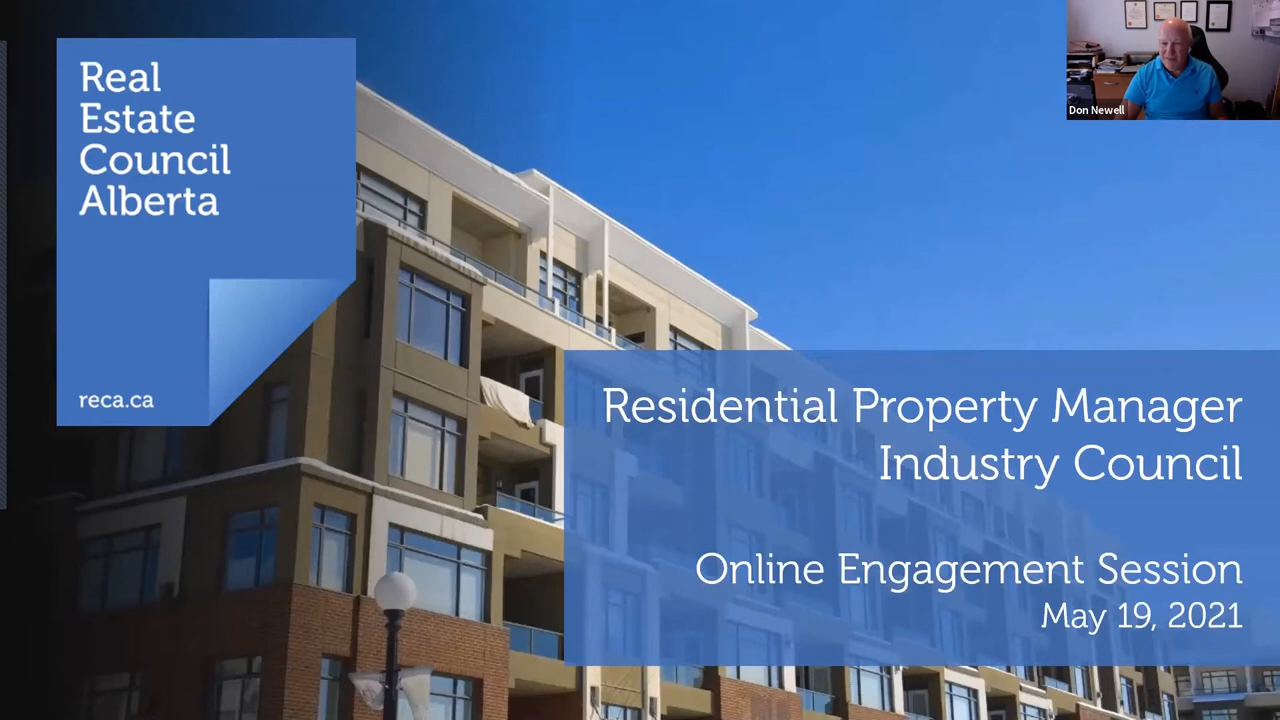 Real
Estate
Council
Alberta
reca.ca
Don Newell
Residential Property Manager
Industry Council
Online Engagement Session
May 19, 2021